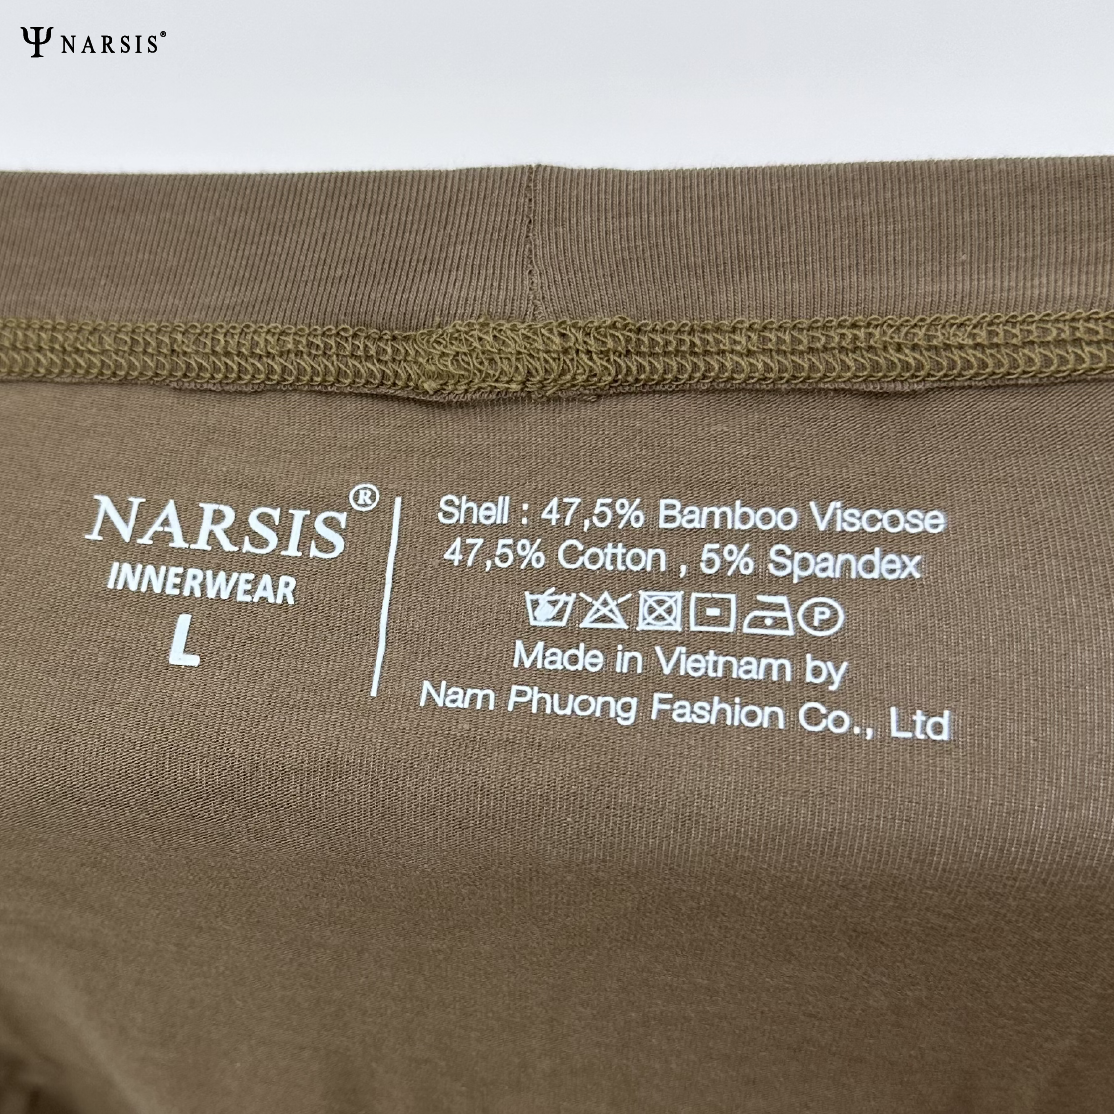 NARSIS®
NARSIS®
INNERWEAR
L
Shell : 47,5% Bamboo Viscose
47,5% Cotton , 5% Spandex
P
Made in Vietnam by
Nam Phuong Fashion Co., Ltd